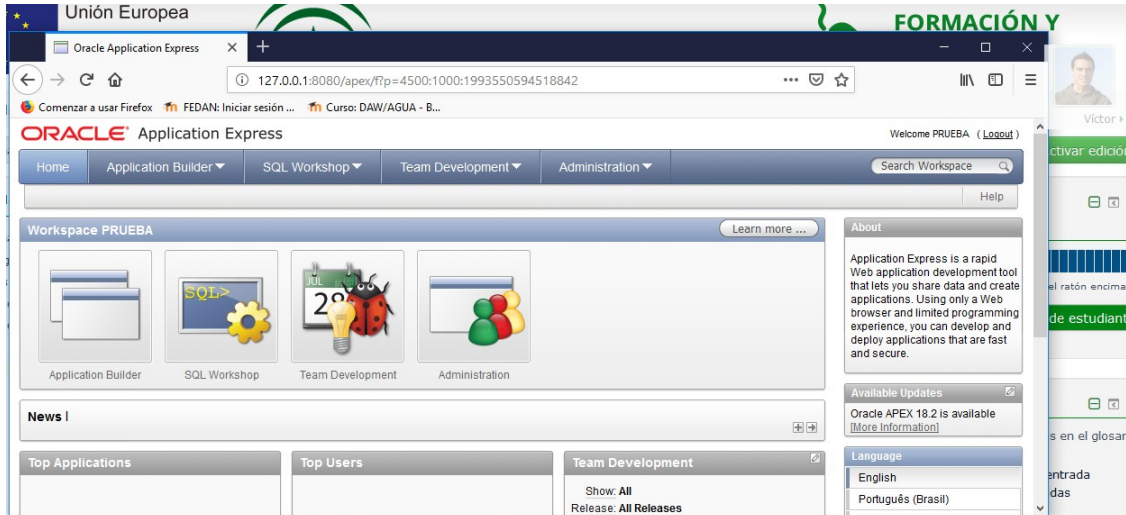 Unión Europea
FORMACIÓN Y
Oracle Application Express
127.0.0.1:8080/apex/f?p=4500:1000:1993550594518842
Comenzar a usar Firefox
FEDAN: Iniciar sesión ...
Curso: DAW/AGUA - B...
ORACLE Application Express
Welcome PRUEBA ( Logout )
Home
Application Builder
SQL Workshop
Team Development
Administration
Search Workspace
Help
Workspace PRUEBA
Learn more ...
SQL>
JUL
28
Application Builder
SQL Workshop
Team Development
Administration
About
Application Express is a rapid
Web application development tool
that lets you share data and create
applications. Using only a Web
browser and limited programming
experience, you can develop and
deploy applications that are fast
and secure.
Available Updates
Oracle APEX 18.2 is available
[More Information]
News
Top Applications
Top Users
Team Development
Show: All
Release: All Releases
Language
English
Português (Brasil)
Víctor
ctivar edición
el ratón encima
de estudiant
s en el glosar
entrada
das